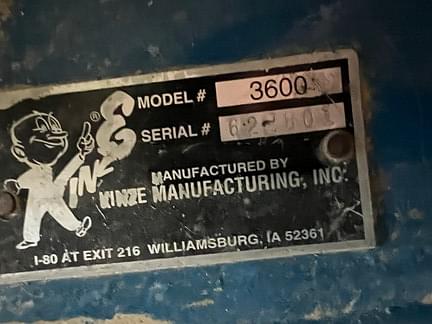 KINZE ®
MODEL # 3600
SERIAL #
MANUFACTURED BY
KINZE MANUFACTURING, INC.
I-80 AT EXIT 216 WILLIAMSBURG, IA 52361